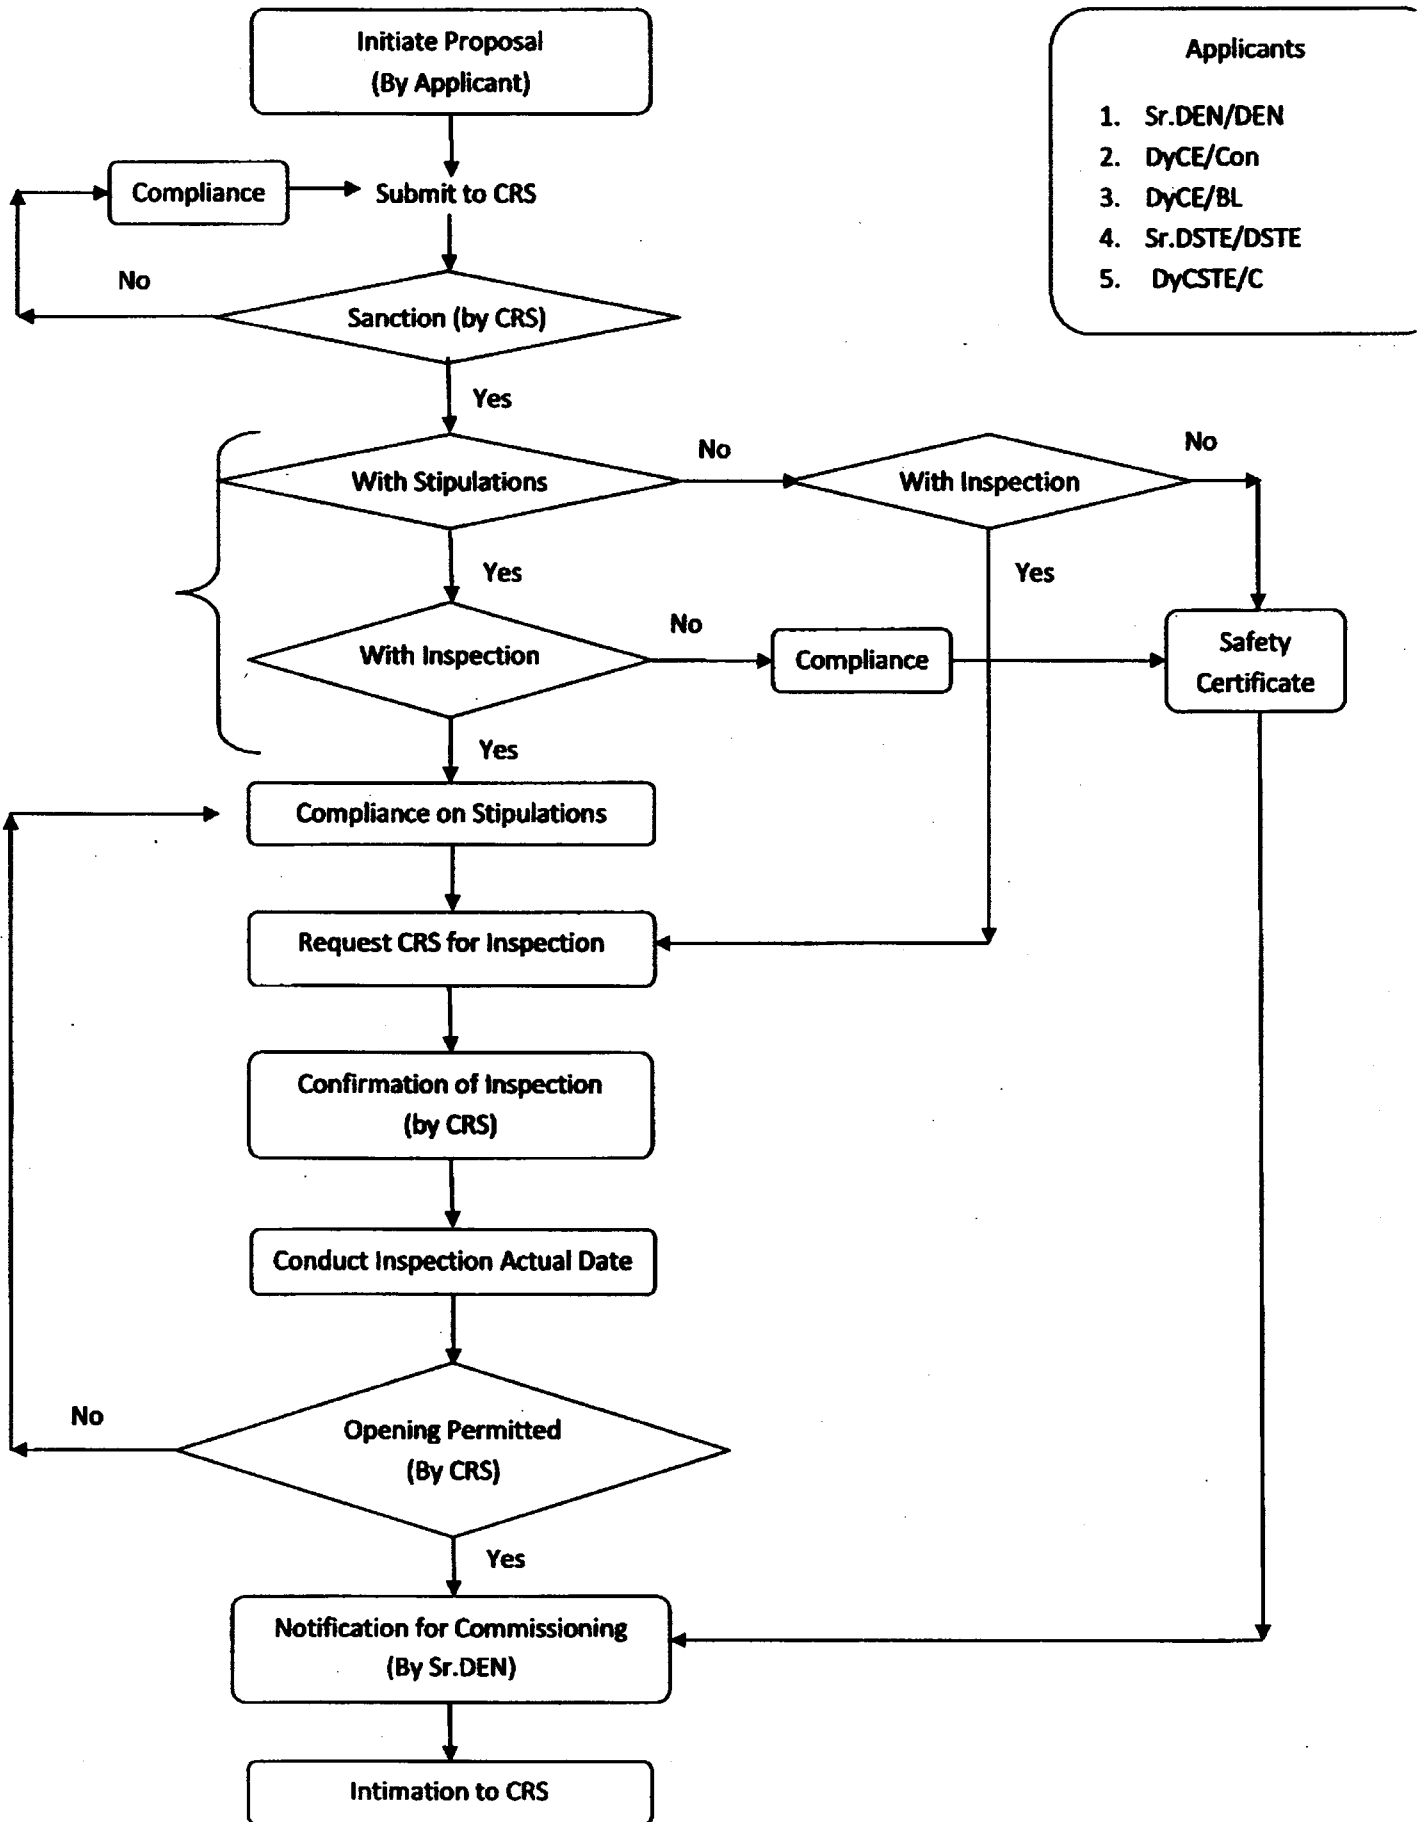 Initiate Proposal
(By Applicant)
Applicants
1. Sr.DEN/DEN
2. DyCE/Con
3. DyCE/BL
4. Sr.DSTE/DSTE
5. DyCSTE/C
Compliance
Submit to CRS
No
Sanction (by CRS)
Yes
With Stipulations
No
With Inspection
No
Yes
Yes
With Inspection
No
Compliance
Safety
Certificate
Yes
Compliance on Stipulations
Request CRS for Inspection
Confirmation of Inspection
(by CRS)
Conduct Inspection Actual Date
No
Opening Permitted
(By CRS)
Yes
Notification for Commissioning
(By Sr.DEN)
Intimation to CRS